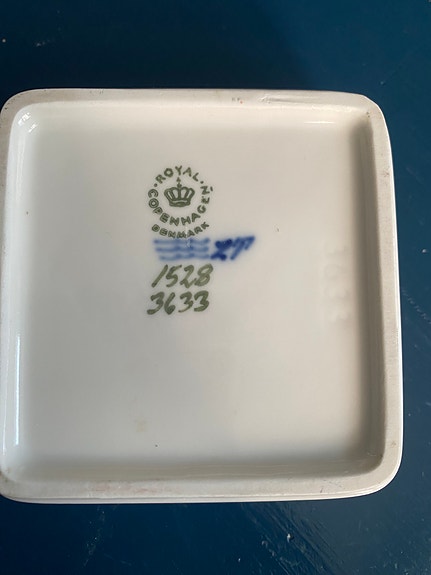 ROYAL
COPENHAGEN
DENMARK
1528
3633